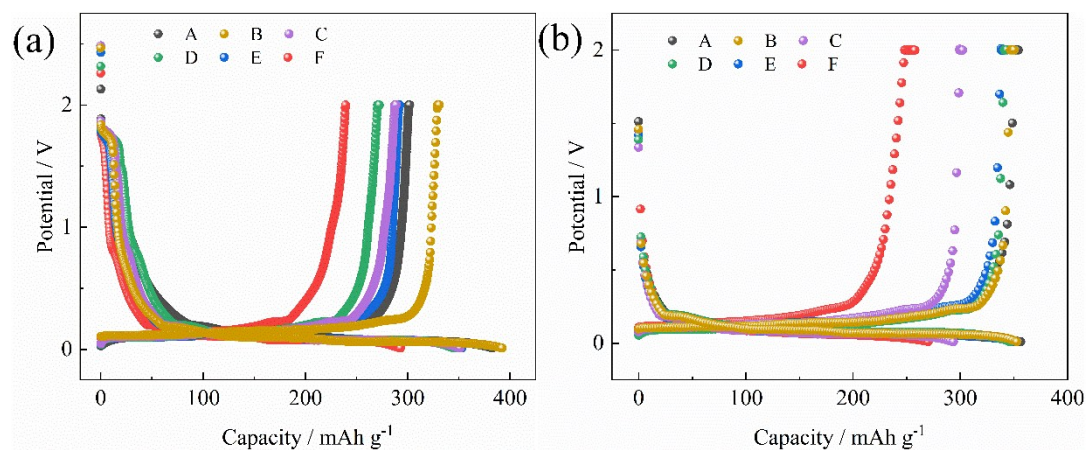 (a)
A B C
D E F
2
1
0
Potential / V
0 100 200 300 400
Capacity / mAh g⁻¹
(b)
A B C
D E F
2
1
0
Potential / V
0 100 200 300 400
Capacity / mAh g⁻¹